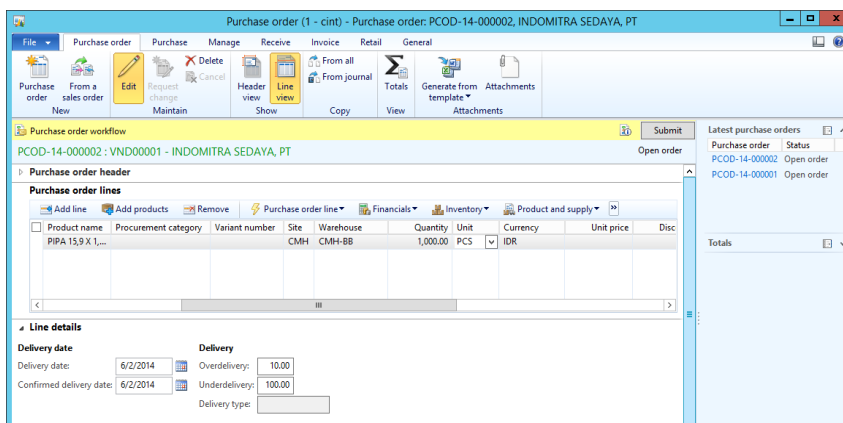 Purchase order (1 - cint) - Purchase order: PCOD-14-000002, INDOMITRA SEDAYA, PT
File Purchase order Purchase Manage Receive Invoice Retail General
Purchase order
From a sales order
New
Edit
Request change
Delete
Cancel
Maintain
Header view
Line view
Show
From all
From journal
Copy
Totals
View
Generate from template
Attachments
Attachments
Purchase order workflow Submit
PCOD-14-000002 : VND00001 - INDOMITRA SEDAYA, PT Open order
Purchase order header
Purchase order lines
Add line Add products Remove Purchase order line Financials Inventory Product and supply »
Product name Procurement category Variant number Site Warehouse Quantity Unit Currency Unit price Disc
PIPA 15,9 X 1,... CMH CMH-BB 1,000.00 PCS IDR
Line details
Delivery date Delivery
Delivery date: 6/2/2014 Overdelivery: 10.00
Confirmed delivery date: 6/2/2014 Underdelivery: 100.00
Delivery type:
Latest purchase orders
Purchase order Status
PCOD-14-000002 Open order
PCOD-14-000001 Open order
Totals